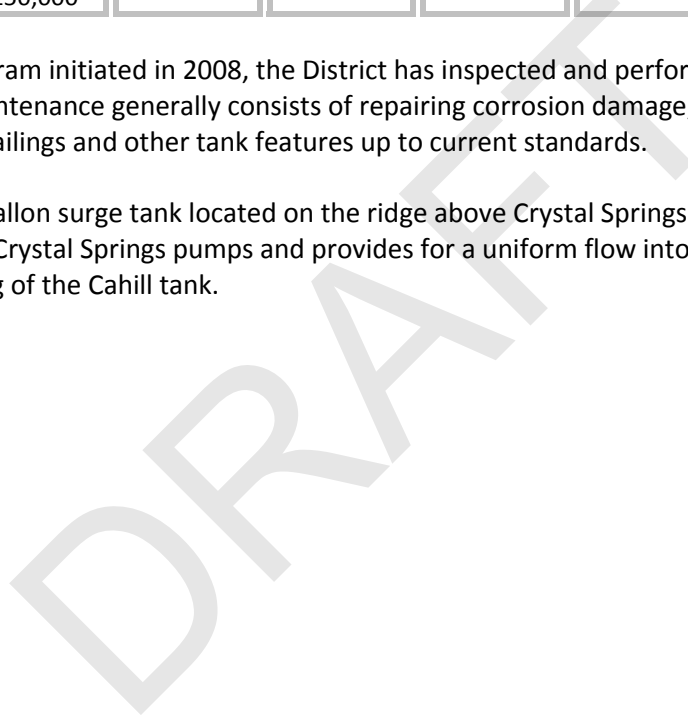 ram initiated in 2008, the District has inspected and perfor
ntenance generally consists of repairing corrosion damage,
ailings and other tank features up to current standards.
allon surge tank located on the ridge above Crystal Springs
Crystal Springs pumps and provides for a uniform flow into
g of the Cahill tank.
DRAFT